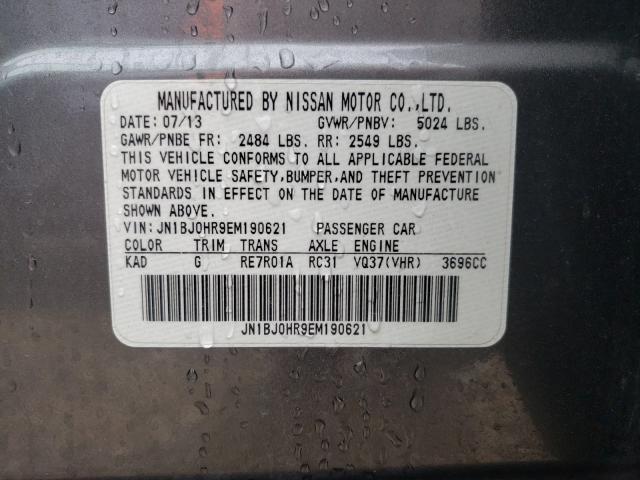 MANUFACTURED BY NISSAN MOTOR CO.,LTD.
DATE: 07/13 GVWR/PNBV: 5024 LBS.
GAWR/PNBE FR: 2484 LBS. RR: 2549 LBS.
THIS VEHICLE CONFORMS TO ALL APPLICABLE FEDERAL
MOTOR VEHICLE SAFETY,BUMPER,AND THEFT PREVENTION
STANDARDS IN EFFECT ON THE DATE OF MANUFACTURE
SHOWN ABOVE.
VIN:JN1BJ0HR9EM190621 PASSENGER CAR
COLOR TRIM TRANS AXLE ENGINE
KAD G RE7R01A RC31 VQ37(VHR) 3696CC
JN1BJ0HR9EM190621